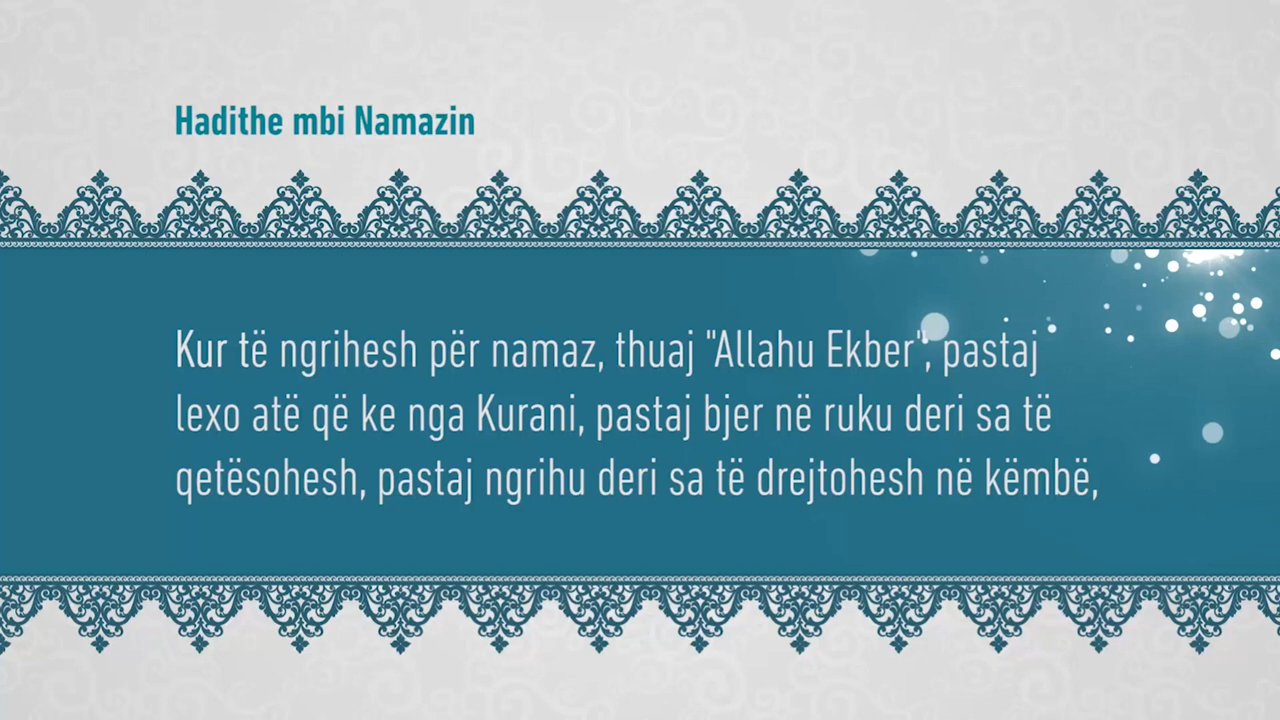 Hadithe mbi Namazin
Kur të ngrihesh për namaz, thuaj "Allahu Ekber", pastaj
lexo atë që ke nga Kurani, pastaj bjer në ruku deri sa të
qetësohesh, pastaj ngrihu deri sa të drejtohesh në këmbë,